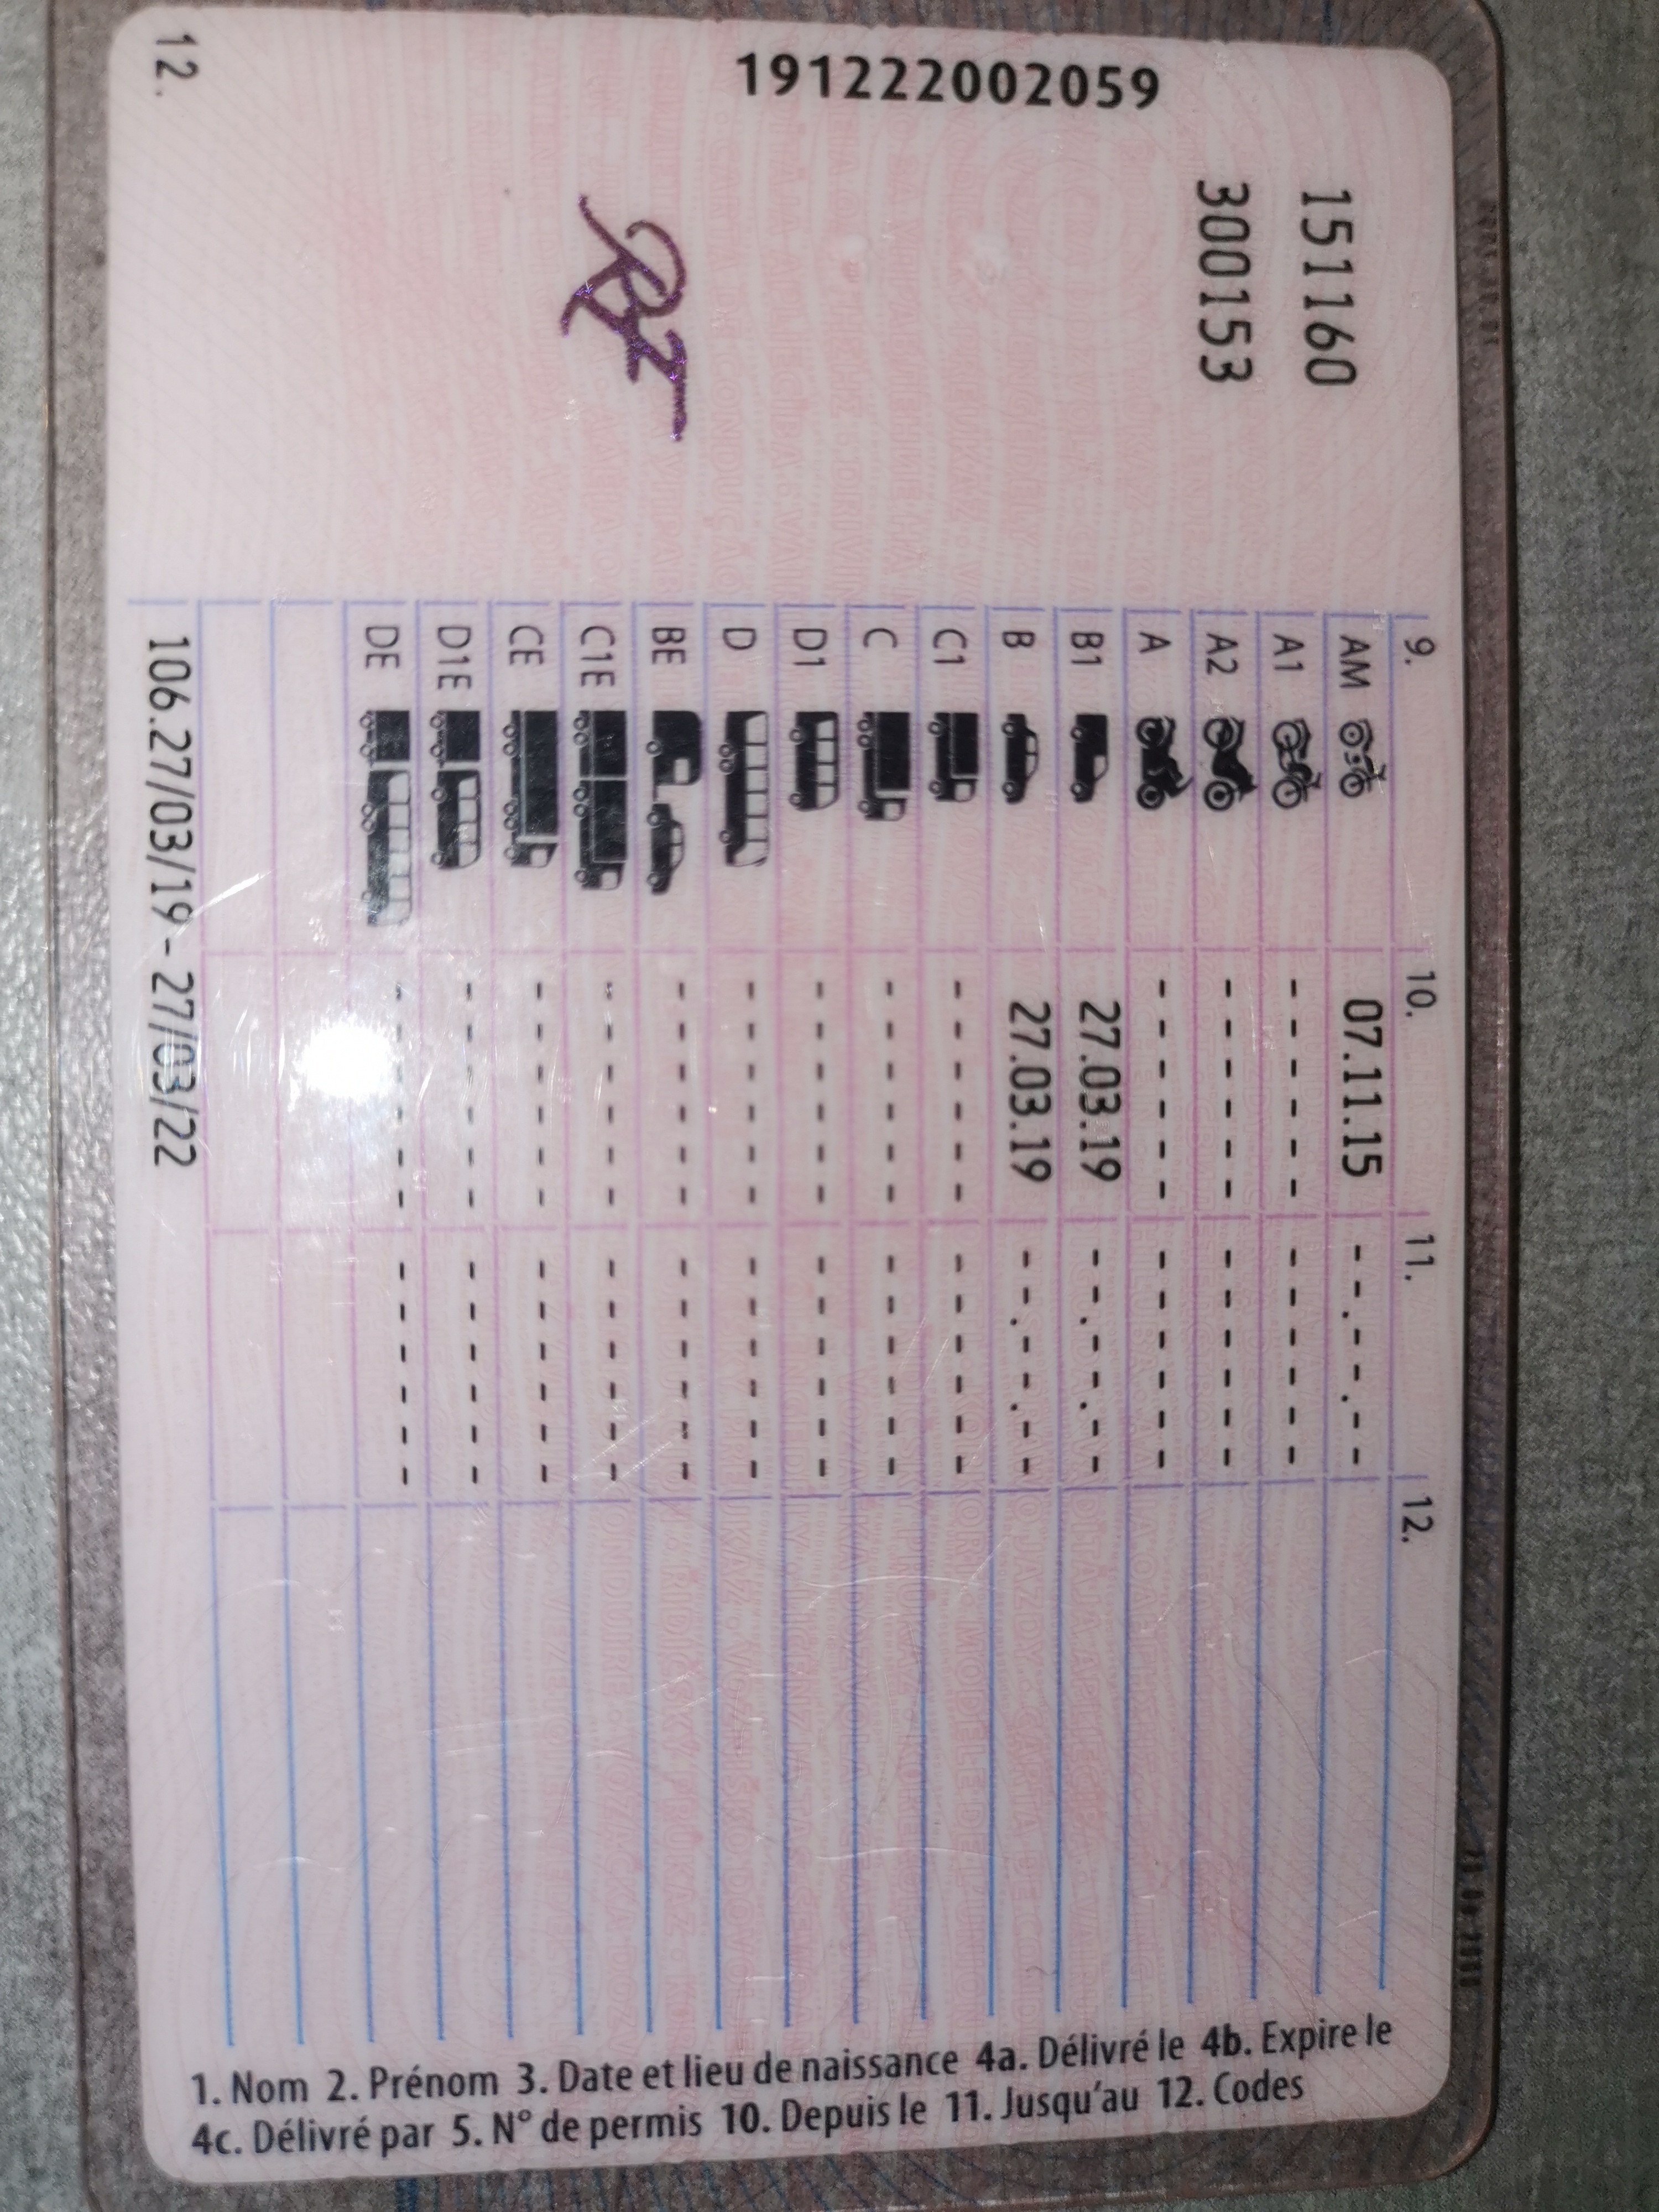 191222002059
151160
300153
9. 10. 11. 12.
AM 07.11.15 --.--.--
A1 ------ ------
A2 ------ ------
A ------ ------
B1 27.03.19 --.--.--
B 27.03.19 --.--.--
C1 ------ ------
C ------ ------
D1 ------ ------
D ------ ------
BE ------ ------
C1E ------ ------
CE ------ ------
D1E ------ ------
DE ------ ------
12. 106.27/03/19 - 27/03/22
1. Nom 2. Prénom 3. Date et lieu de naissance 4a. Délivré le 4b. Expire le
4c. Délivré par 5. N° de permis 10. Depuis le 11. Jusqu'au 12. Codes